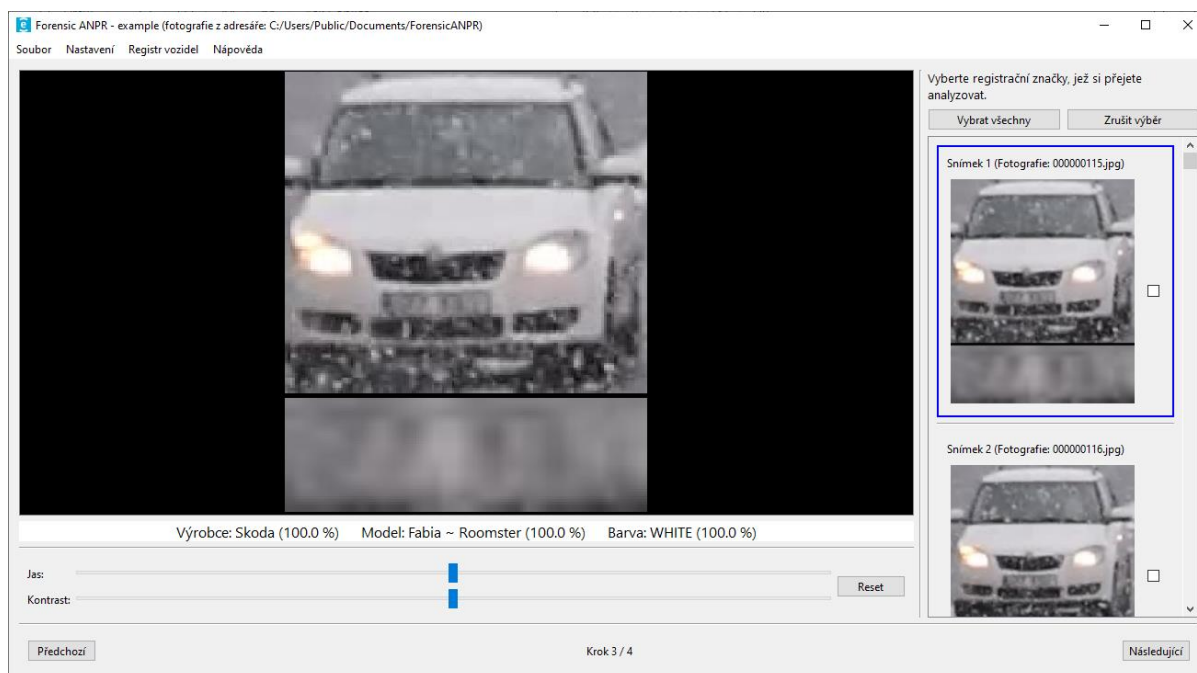 Forensic ANPR - example (fotografie z adresáře: C:/Users/Public/Documents/ForensicANPR)
Soubor Nastavení Registr vozidel Nápověda
Vyberte registrační značky, jež si přejete
analyzovat.
Vybrat všechny Zrušit výběr
Snímek 1 (Fotografie: 000000115.jpg)
Snímek 2 (Fotografie: 000000116.jpg)
Výrobce: Skoda (100.0 %) Model: Fabia ~ Roomster (100.0 %) Barva: WHITE (100.0 %)
Jas:
Kontrast:
Reset
Předchozí
Krok 3 / 4
Následující